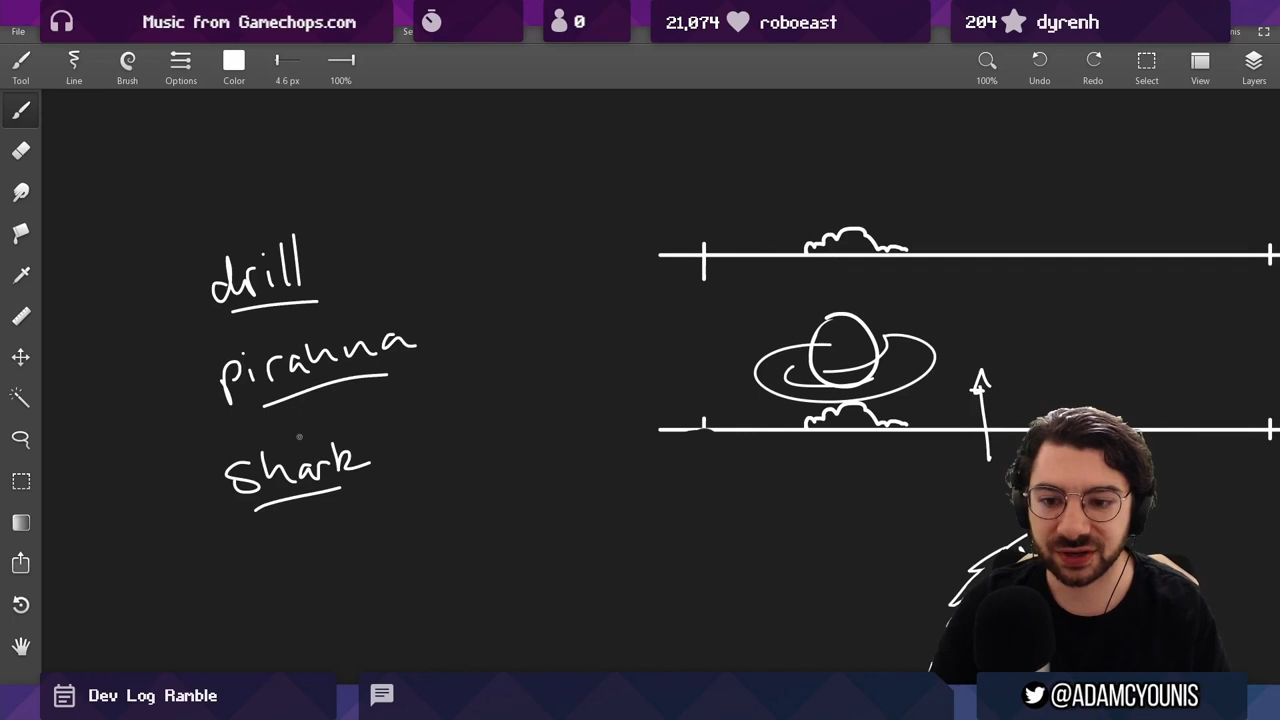 Music from Gamechops.com
0
21,074 roboeast
204 dyrenh
File
Tool
Line
Brush
Options
Color
4.6 px
100%
100%
Undo
Redo
Select
View
Layers
drill
pirahna
shark
Dev Log Ramble
@ADAMCYOUNIS